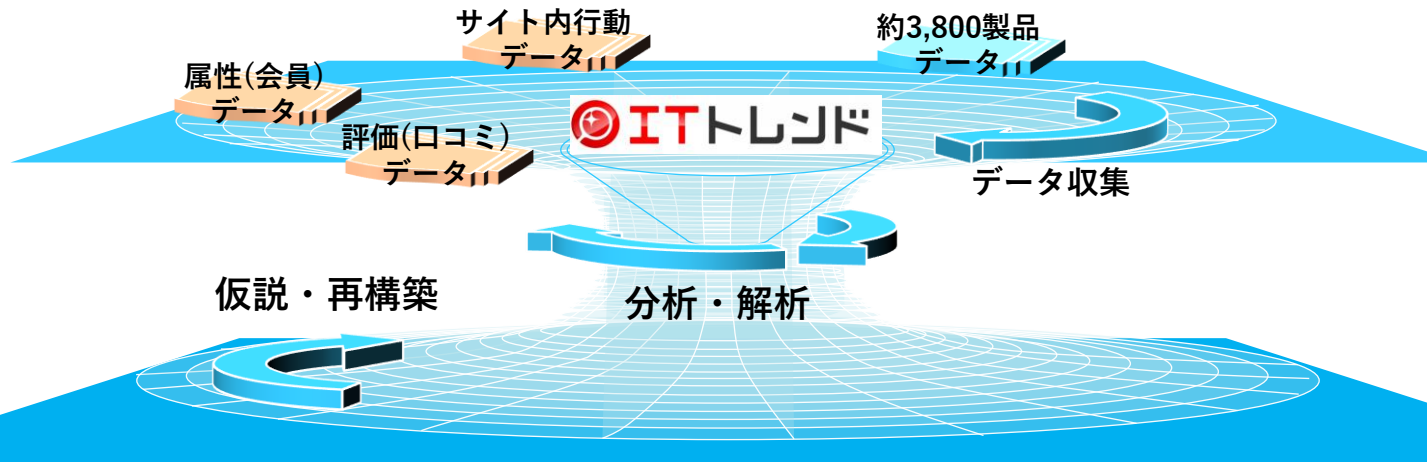 サイト内行動
データ
約3,800製品
データ
属性(会員)
データ
評価(口コミ)
データ
ITトレンド
データ収集
仮説・再構築
分析・解析